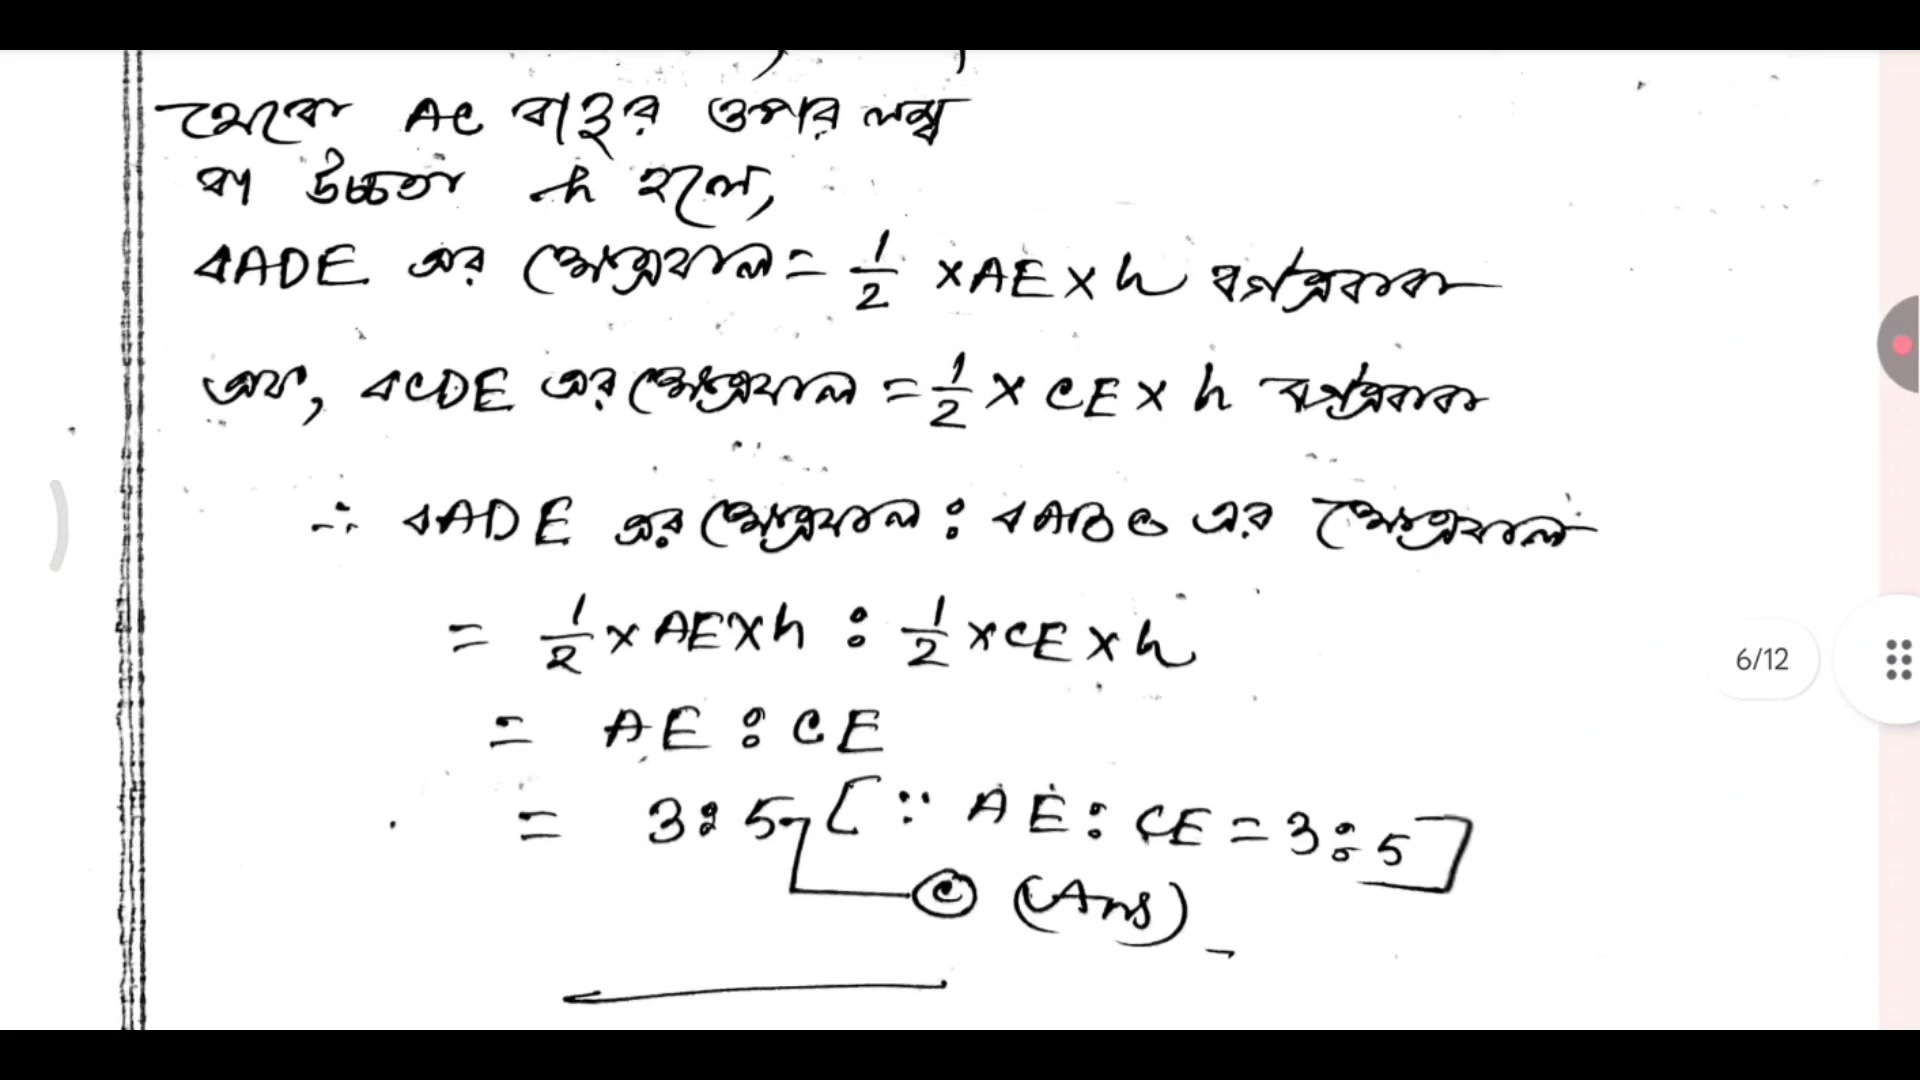 থেকে AC বাহুর ওপর লম্ব
বা উচ্চতা h হলে,
△ADE এর ক্ষেত্রফল = 1/2 × AE × h বর্গএকক
এবং, △CDE এর ক্ষেত্রফল = 1/2 × CE × h বর্গএকক
∴ △ADE এর ক্ষেত্রফল : △ABC এর ক্ষেত্রফল
= 1/2 × AE × h : 1/2 × CE × h
= AE : CE
= 3 : 5 [∵ AE : CE = 3 : 5]
C (Ans)
6/12